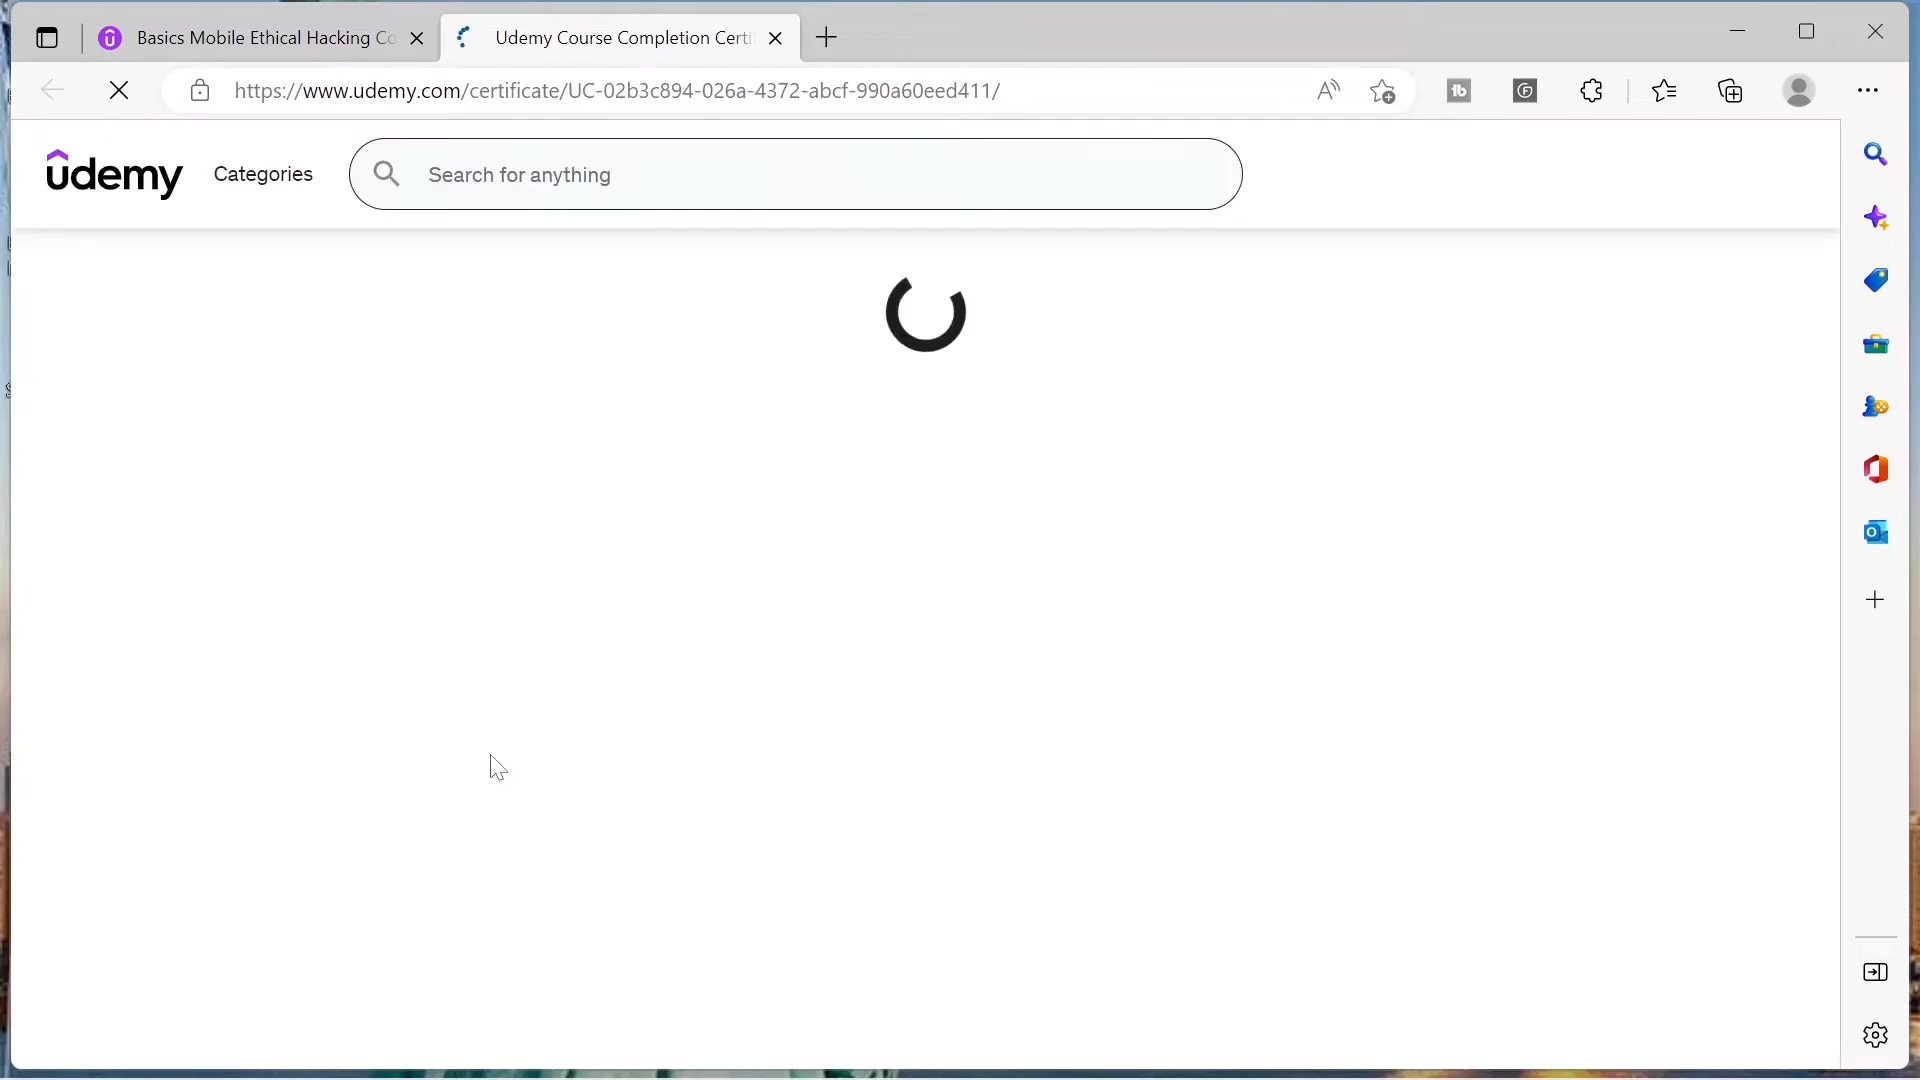 Basics Mobile Ethical Hacking Co
Udemy Course Completion Certi
https://www.udemy.com/certificate/UC-02b3c894-026a-4372-abcf-990a60eed411/
udemy
Categories
Search for anything